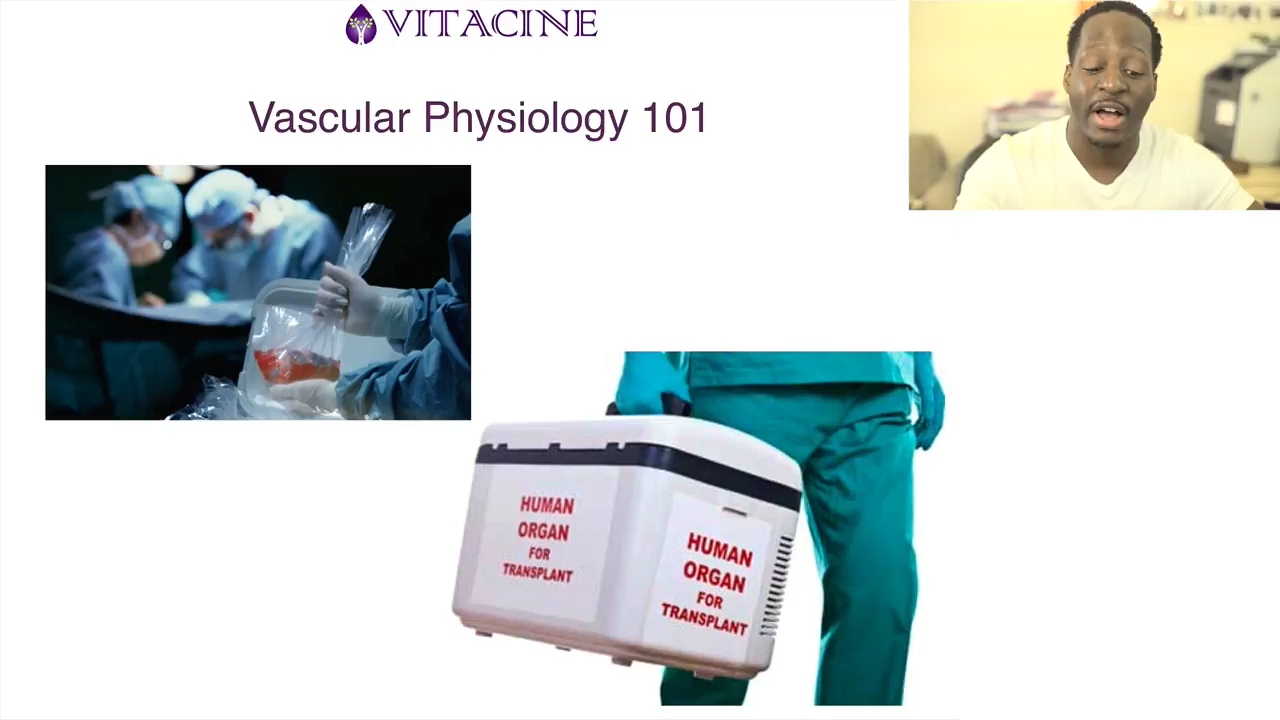 VITACINE
Vascular Physiology 101
HUMAN
ORGAN
FOR
TRANSPLANT
HUMAN
ORGAN
FOR
TRANSPLANT